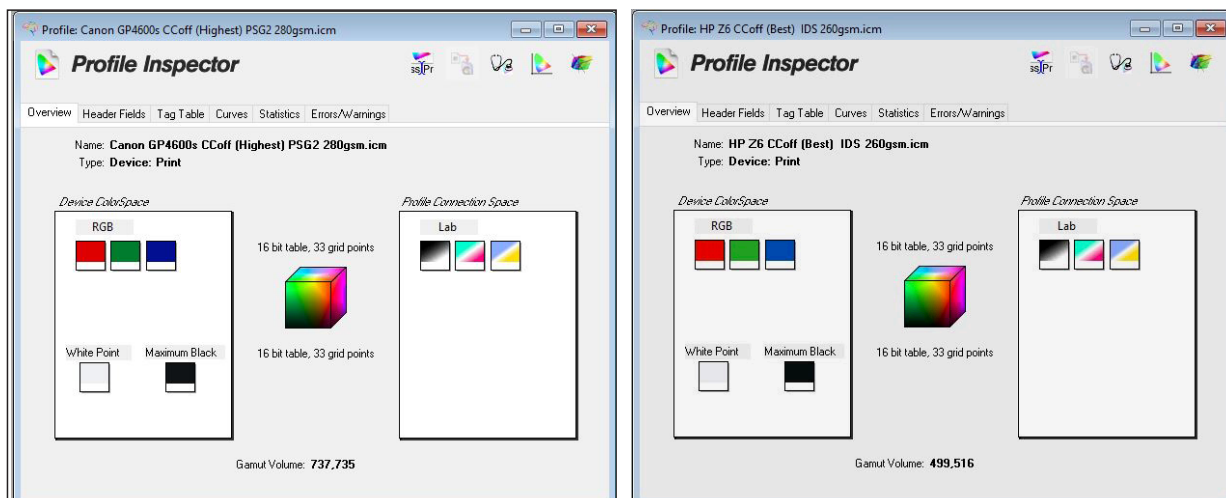 Profile: Canon GP4600s CCoff (Highest) PSG2 280gsm.icm
Profile Inspector
Overview Header Fields Tag Table Curves Statistics Errors/Warnings
Name: Canon GP4600s CCoff (Highest) PSG2 280gsm.icm
Type: Device: Print
Device ColorSpace
Profile Connection Space
RGB
Lab
16 bit table, 33 grid points
16 bit table, 33 grid points
White Point
Maximum Black
Gamut Volume: 737,735
Profile: HP Z6 CCoff (Best)  IDS 260gsm.icm
Profile Inspector
Overview Header Fields Tag Table Curves Statistics Errors/Warnings
Name: HP Z6 CCoff (Best)  IDS 260gsm.icm
Type: Device: Print
Device ColorSpace
Profile Connection Space
RGB
Lab
16 bit table, 33 grid points
16 bit table, 33 grid points
White Point
Maximum Black
Gamut Volume: 499,516